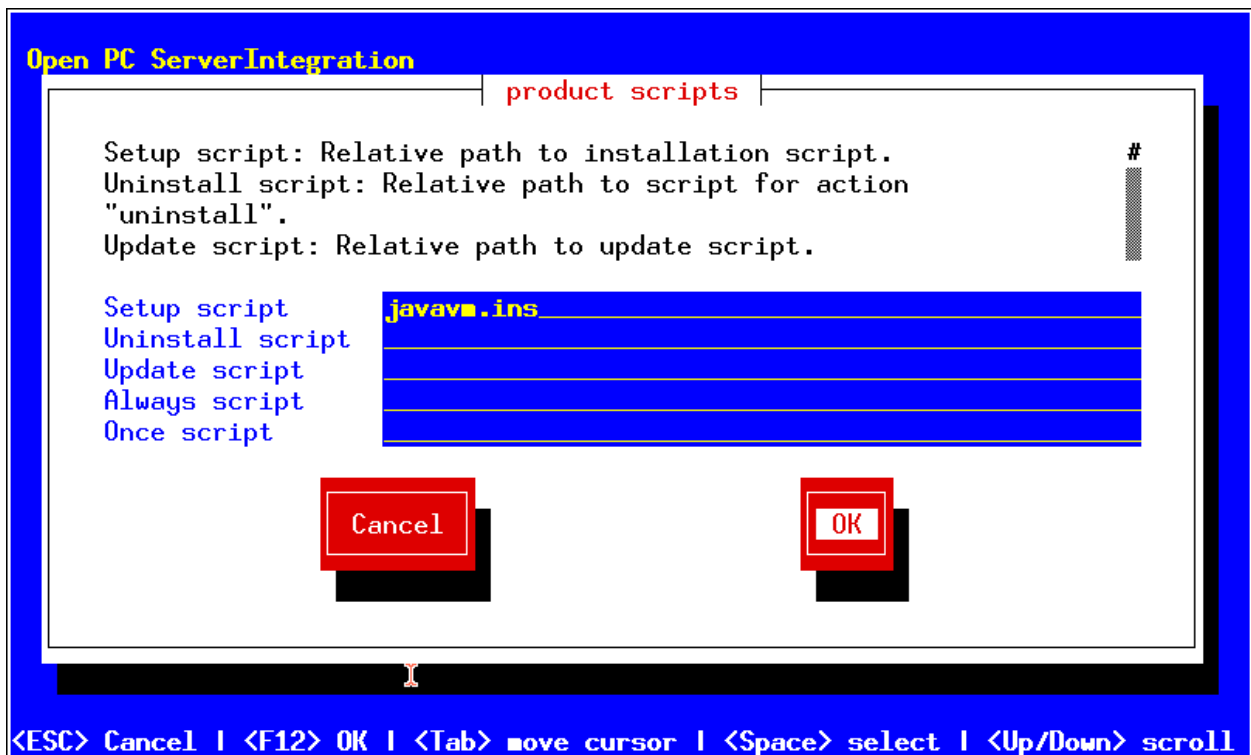 Open PC ServerIntegration
product scripts
Setup script: Relative path to installation script. #
Uninstall script: Relative path to script for action
"uninstall".
Update script: Relative path to update script.
Setup script javavm.ins
Uninstall script
Update script
Always script
Once script
Cancel OK
<ESC> Cancel | <F12> OK | <Tab> move cursor | <Space> select | <Up/Down> scroll